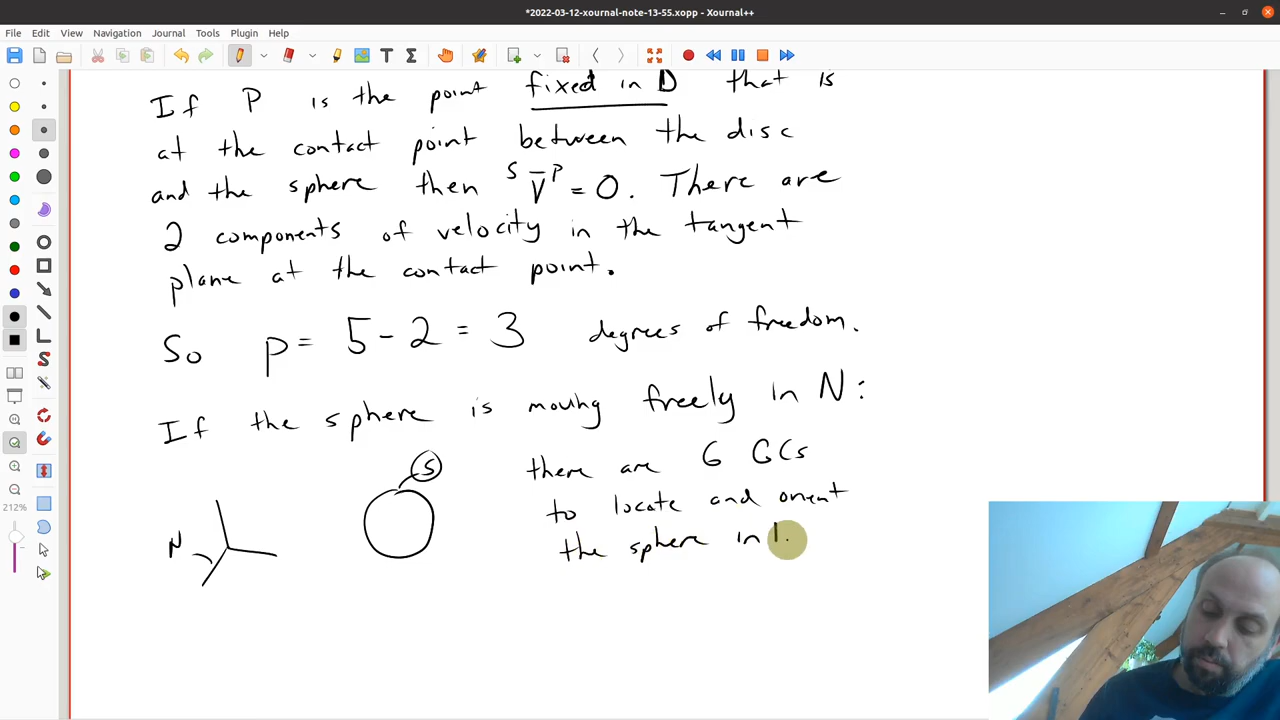 *2022-03-12-xournal-note-13-55.xopp - Xournal++
File Edit View Navigation Journal Tools Plugin Help
If P is the point fixed in D that is
at the contact point between the disc
and the sphere then S V̄ P = 0. There are
2 components of velocity in the tangent
plane at the contact point.
So p = 5 - 2 = 3 degrees of freedom.
If the sphere is moving freely in N:
there are 6 GCs
to locate and orient
the sphere in
S
N
212%